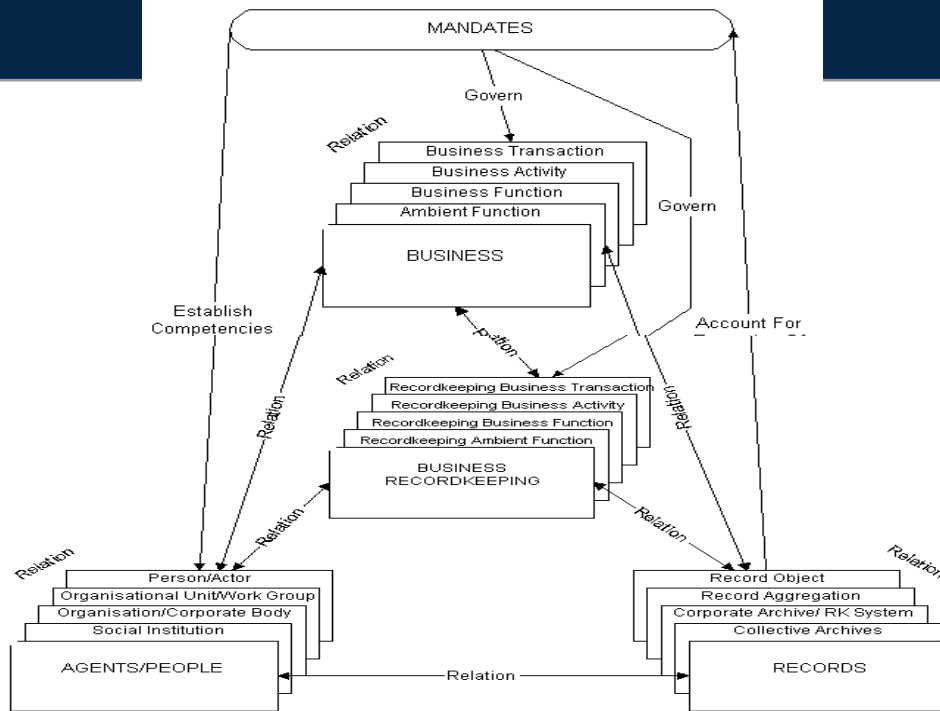 MANDATES
Govern
Relation
Business Transaction
Business Activity
Business Function
Ambient Function
BUSINESS
Govern
Establish
Competencies
Account For
Relation
Recordkeeping Business Transaction
Recordkeeping Business Activity
Recordkeeping Business Function
Recordkeeping Ambient Function
BUSINESS
RECORDKEEPING
Relation
Relation
Relation
Relation
Relation
Person/Actor
Organisational Unit/Work Group
Organisation/Corporate Body
Social Institution
AGENTS/PEOPLE
Relation
Record Object
Record Aggregation
Corporate Archive/ RK System
Collective Archives
RECORDS
Relation